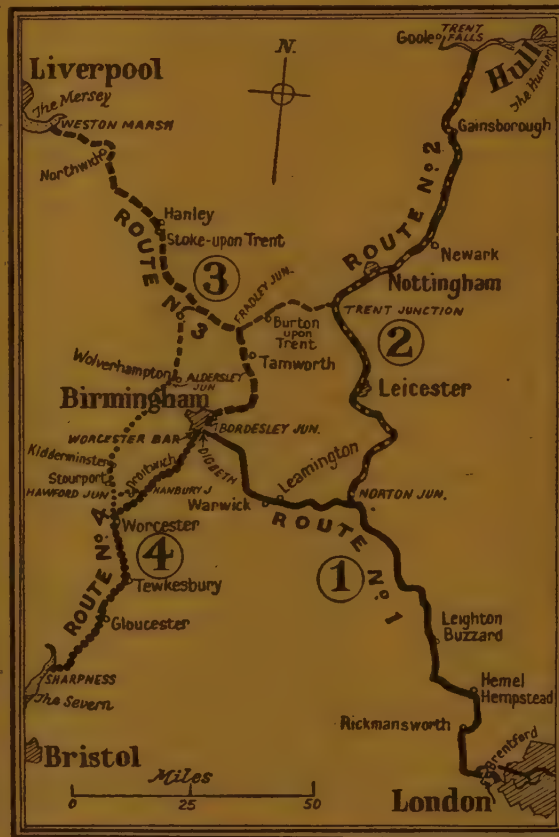 N.
Liverpool
The Mersey
WESTON MARSH
Northwich
Goole
TRENT
FALLS
Hull
The Humber
Gainsborough
Hanley
Stoke-upon Trent
ROUTE Nº 3
3
ROUTE Nº 2
Newark
Nottingham
FRADLEY JUN.
Burton
upon
Trent
TRENT JUNCTION
2
Tamworth
Leicester
Wolverhampton
ALDERSLEY
JUN
Birmingham
BORDESLEY JUN.
WORCESTER BAR
DIGBETH
Kidderminster
Stourport
HAWFORD JUN
Droitwich
HANBURY J
Leamington
Warwick
NORTON JUN.
Worcester
ROUTE Nº 4
4
ROUTE Nº 1
1
Tewkesbury
Gloucester
Leighton
Buzzard
SHARPNESS
The Severn
Hemel
Hempstead
Rickmansworth
Brentford
Bristol
London
Miles
0 25 50